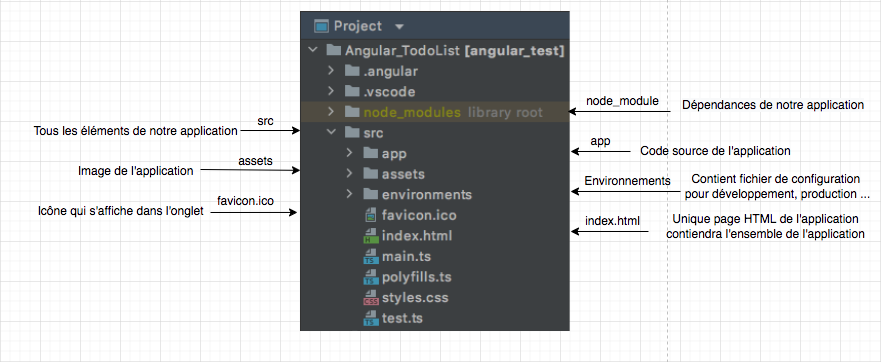 Project
Angular_TodoList [angular_test]
.angular
.vscode
node_modules library root
src
app
assets
environments
favicon.ico
index.html
main.ts
polyfills.ts
styles.css
test.ts
src
Tous les éléments de notre application
assets
Image de l'application
favicon.ico
Icône qui s'affiche dans l'onglet
node_module
Dépendances de notre application
app
Code source de l'application
Environnements
Contient fichier de configuration
pour développement, production ...
index.html
Unique page HTML de l'application
contiendra l'ensemble de l'application